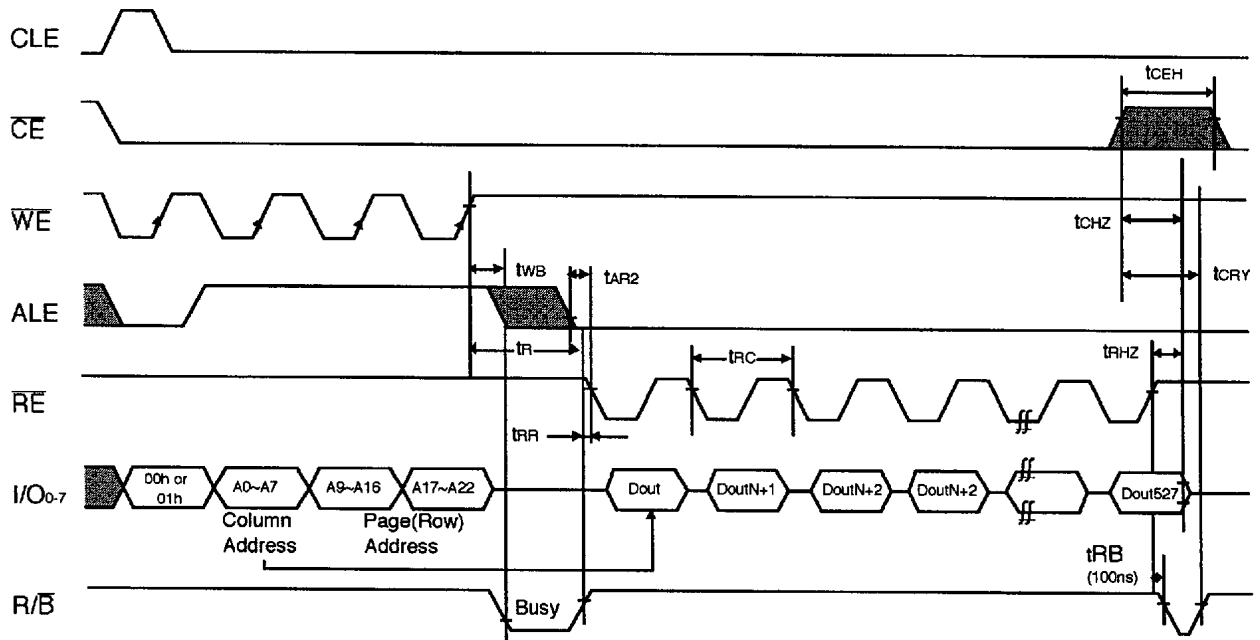 CLE
tCEH
CE
WE
tCHZ
tWB
tAR2
tCRY
ALE
tR
tRC
tRHZ
RE
tRR
I/O0-7
00h or
01h
A0~A7
A9~A16
A17~A22
Dout
DoutN+1
DoutN+2
DoutN+2
Dout527
Column
Address
Page(Row)
Address
tRB
(100ns)
R/B
Busy